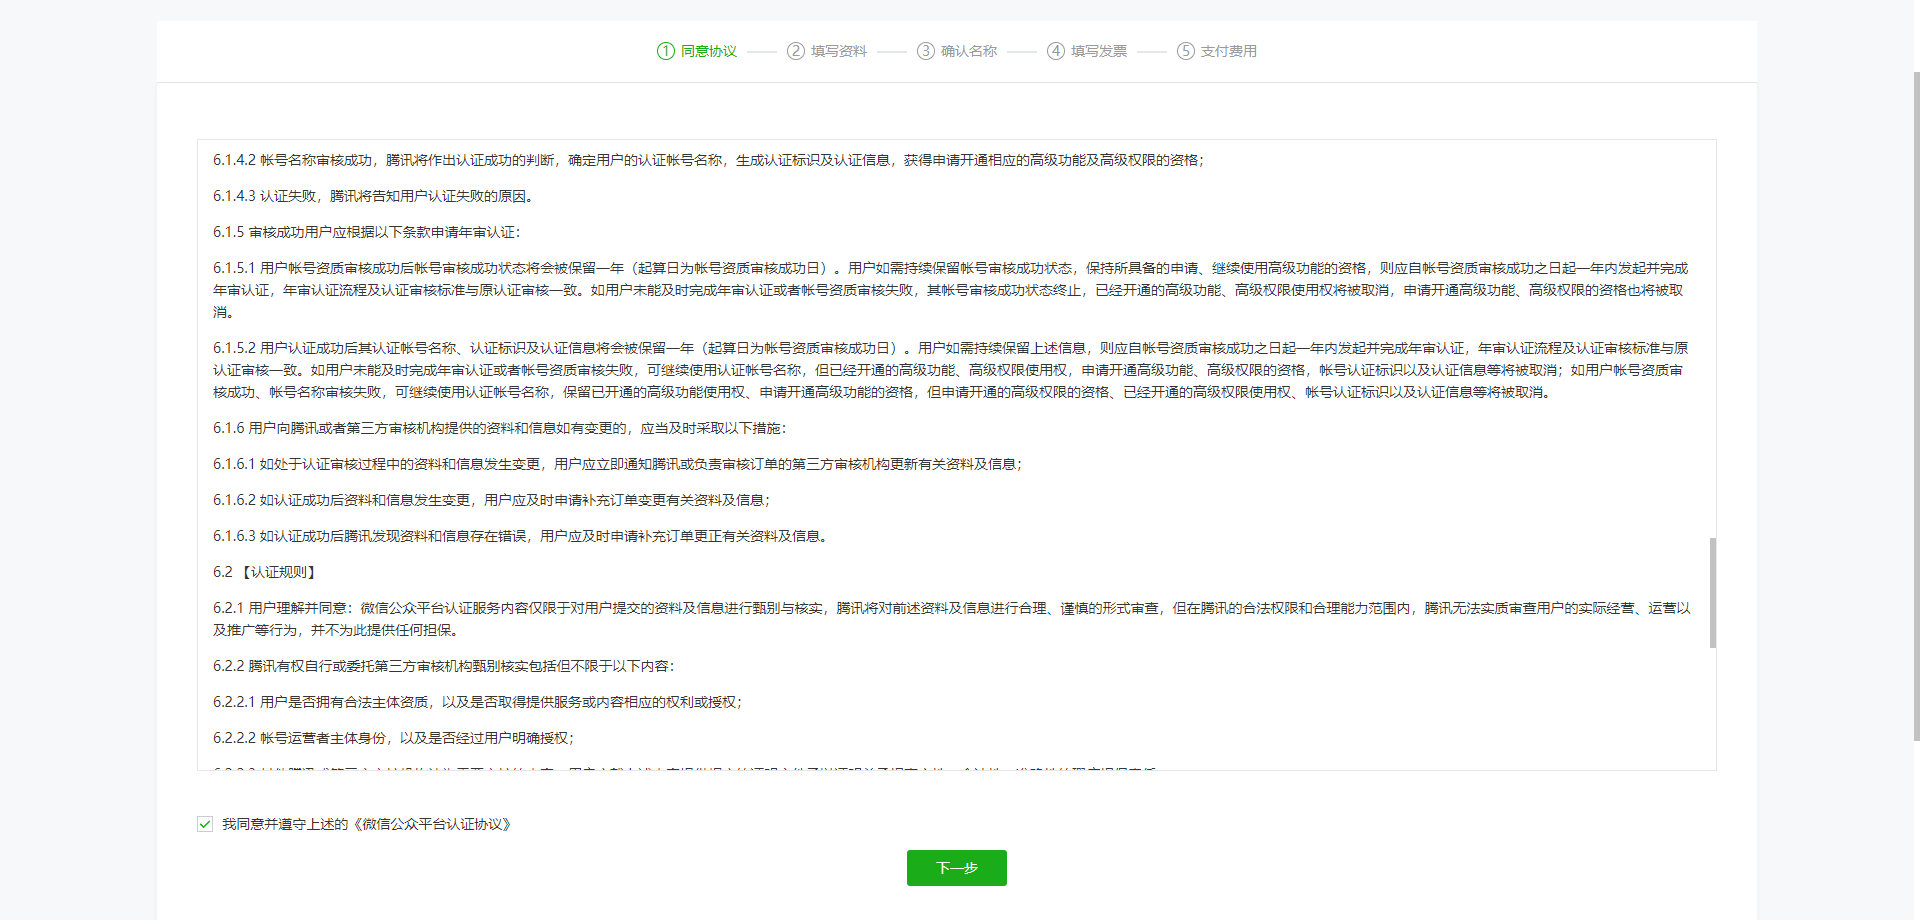 1 同意协议 2 填写资料 3 确认名称 4 填写发票 5 支付费用
6.1.4.2 帐号名称审核成功，腾讯将作出认证成功的判断，确定用户的认证帐号名称，生成认证标识及认证信息，获得申请开通相应的高级功能及高级权限的资格；
6.1.4.3 认证失败，腾讯将告知用户认证失败的原因。
6.1.5 审核成功用户应根据以下条款申请年审认证：
6.1.5.1 用户帐号资质审核成功后帐号审核成功状态将会被保留一年（起算日为帐号资质审核成功日）。用户如需持续保留帐号审核成功状态，保持所具备的申请、继续使用高级功能的资格，则应自帐号资质审核成功之日起一年内发起并完成
年审认证，年审认证流程及认证审核标准与原认证审核一致。如用户未能及时完成年审认证或者帐号资质审核失败，其帐号审核成功状态终止，已经开通的高级功能、高级权限使用权将被取消，申请开通高级功能、高级权限的资格也将被取
消。
6.1.5.2 用户认证成功后其认证帐号名称、认证标识及认证信息将会被保留一年（起算日为帐号资质审核成功日）。用户如需持续保留上述信息，则应自帐号资质审核成功之日起一年内发起并完成年审认证，年审认证流程及认证审核标准与原
认证审核一致。如用户未能及时完成年审认证或者帐号资质审核失败，可继续使用认证帐号名称，但已经开通的高级功能、高级权限使用权，申请开通高级功能、高级权限的资格，帐号认证标识以及认证信息等将被取消；如用户帐号资质审
核成功、帐号名称审核失败，可继续使用认证帐号名称，保留已开通的高级功能使用权、申请开通高级功能的资格，但申请开通的高级权限的资格、已经开通的高级权限使用权、帐号认证标识以及认证信息等将被取消。
6.1.6 用户向腾讯或者第三方审核机构提供的资料和信息如有变更的，应当及时采取以下措施：
6.1.6.1 如处于认证审核过程中的资料和信息发生变更，用户应立即通知腾讯或负责审核订单的第三方审核机构更新有关资料及信息；
6.1.6.2 如认证成功后资料和信息发生变更，用户应及时申请补充订单变更有关资料及信息；
6.1.6.3 如认证成功后腾讯发现资料和信息存在错误，用户应及时申请补充订单更正有关资料及信息。
6.2 【认证规则】
6.2.1 用户理解并同意：微信公众平台认证服务内容仅限于对用户提交的资料及信息进行甄别与核实，腾讯将对前述资料及信息进行合理、谨慎的形式审查，但在腾讯的合法权限和合理能力范围内，腾讯无法实质审查用户的实际经营、运营以
及推广等行为，并不为此提供任何担保。
6.2.2 腾讯有权自行或委托第三方审核机构甄别核实包括但不限于以下内容：
6.2.2.1 用户是否拥有合法主体资质，以及是否取得提供服务或内容相应的权利或授权；
6.2.2.2 帐号运营者主体身份，以及是否经过用户明确授权；
我同意并遵守上述的《微信公众平台认证协议》
下一步